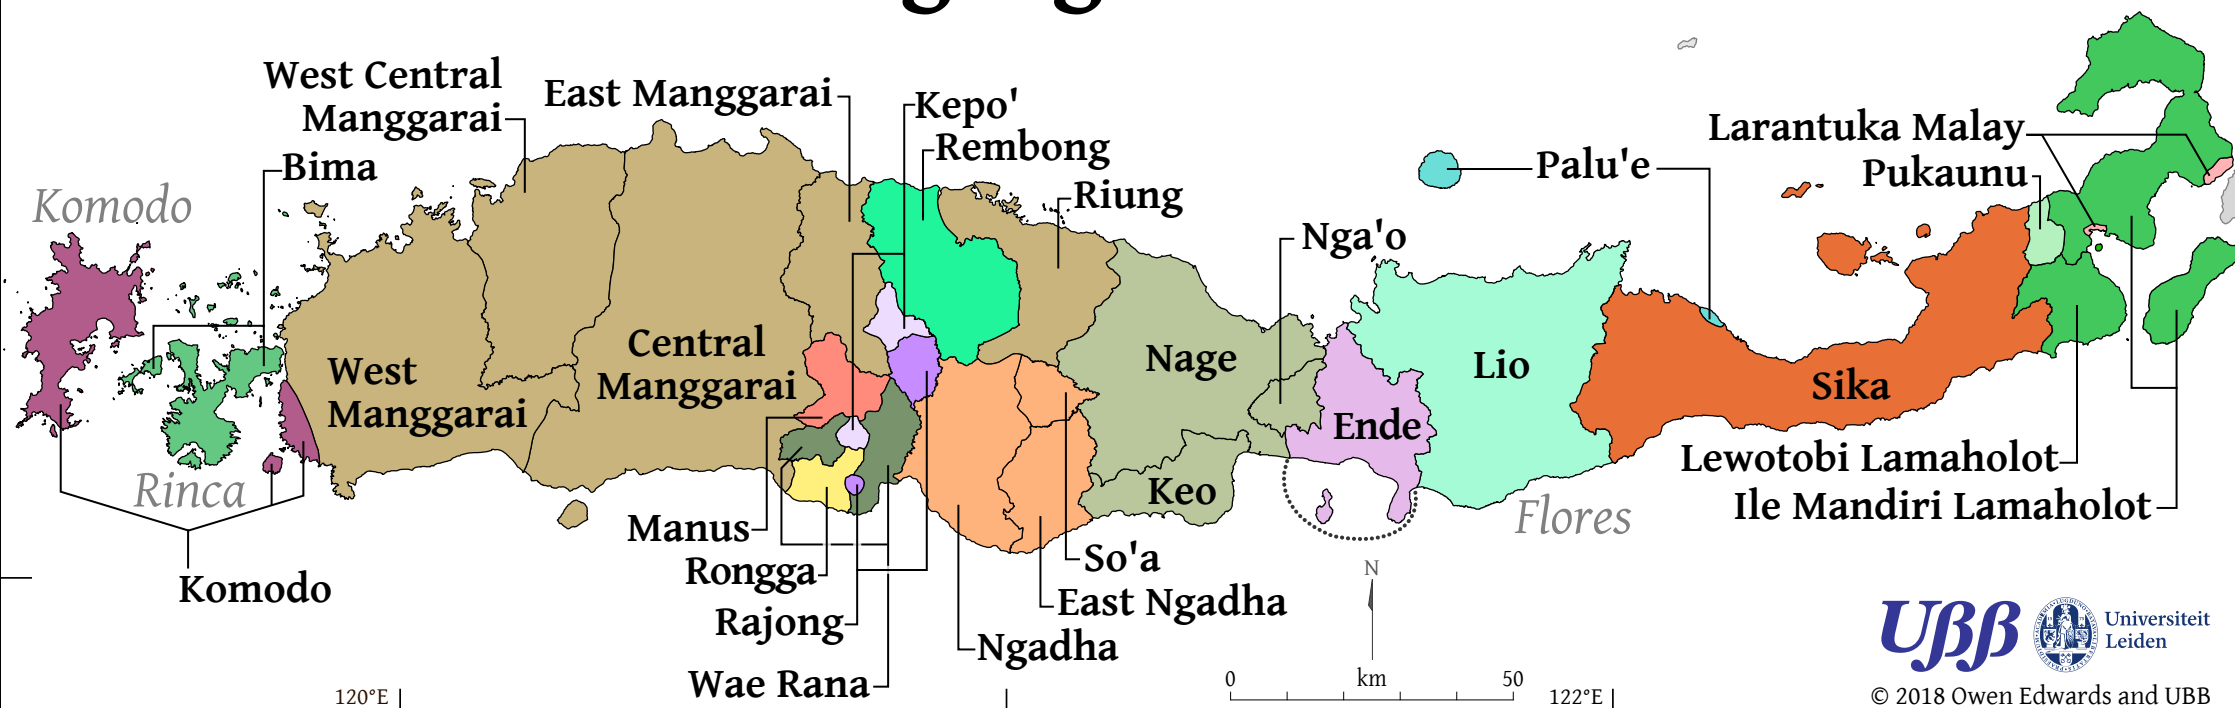 West Central
Manggarai
East Manggarai
Kepo'
Rembong
Riung
Bima
Komodo
Larantuka Malay
Pukaunu
Palu'e
Nga'o
West
Manggarai
Central
Manggarai
Nage
Lio
Ende
Sika
Keo
Rinca
Flores
Lewotobi Lamaholot
Ile Mandiri Lamaholot
Manus
Rongga
Rajong
Wae Rana
So'a
East Ngadha
Ngadha
Komodo
N
0 km 50
120°E
122°E
UBB
Universiteit
Leiden
© 2018 Owen Edwards and UBB